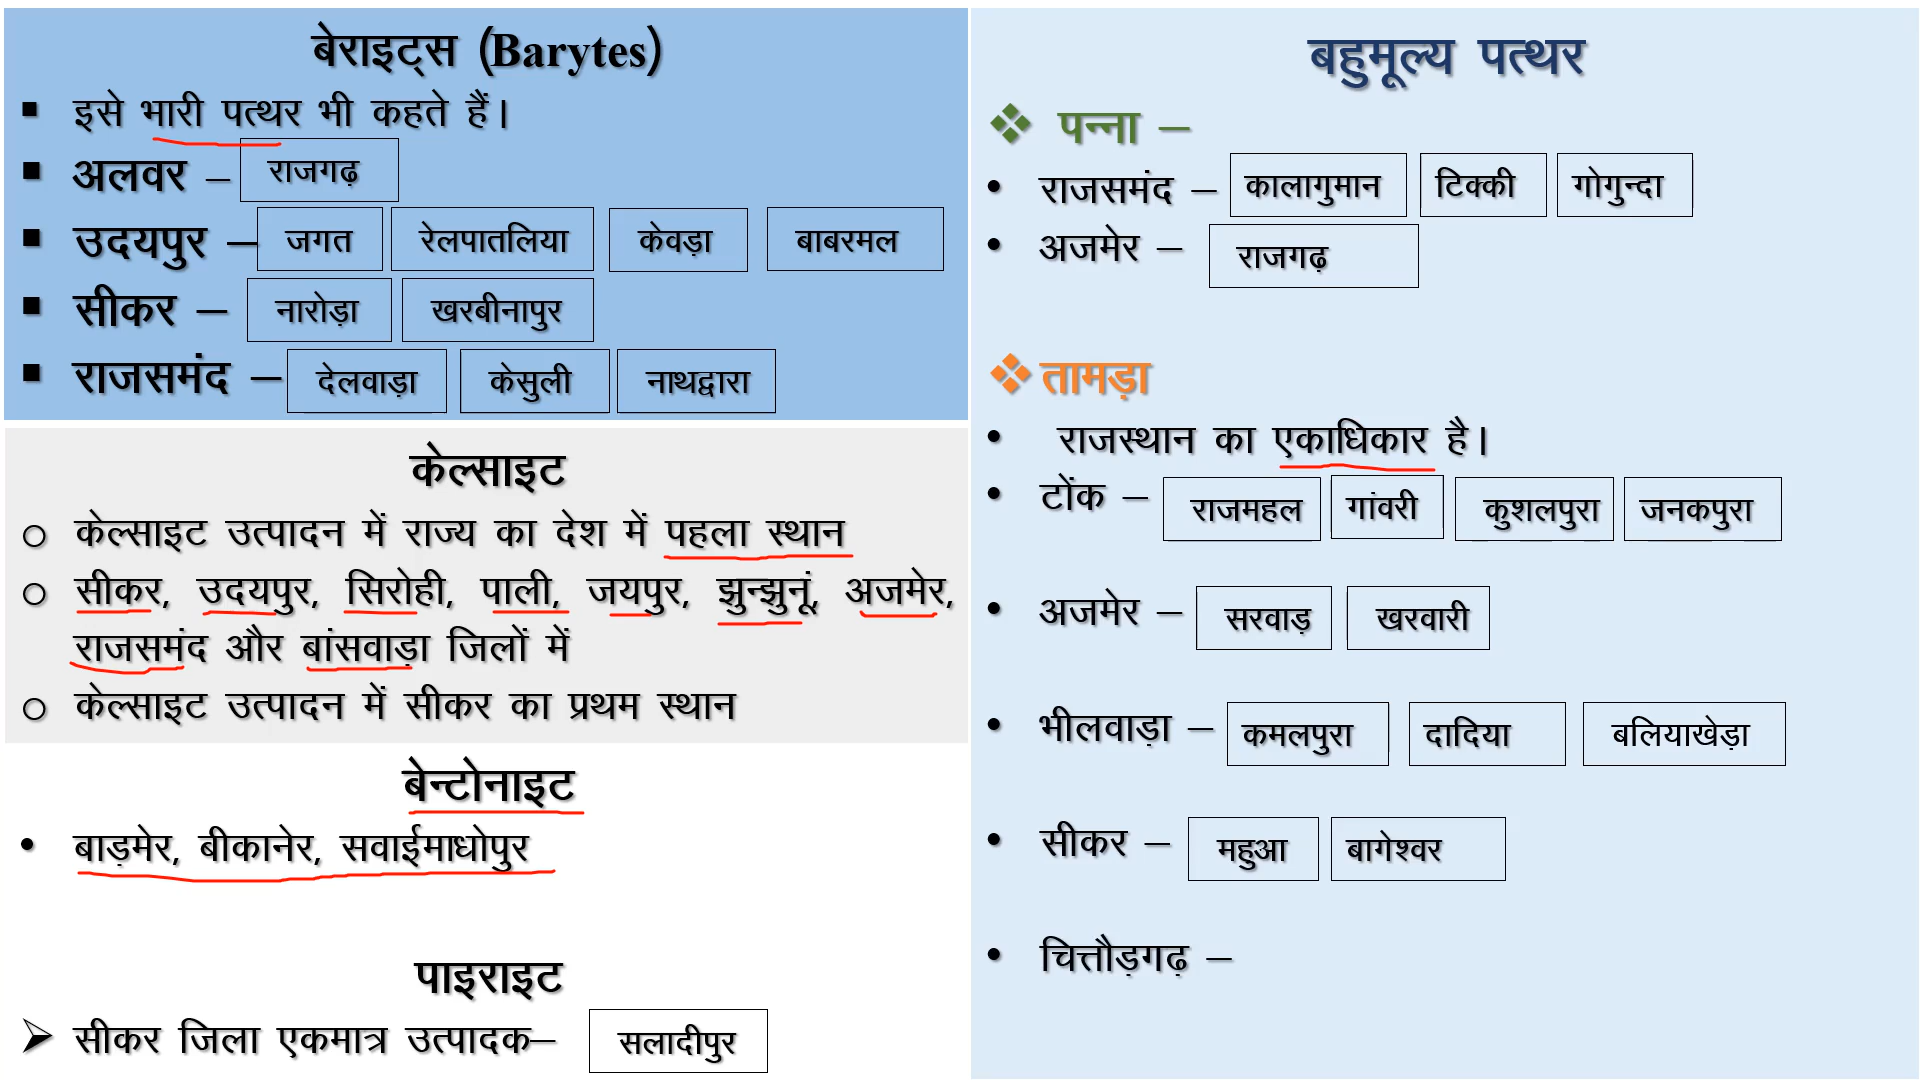 बेराइट्स (Barytes)
इसे भारी पत्थर भी कहते हैं।
अलवर – राजगढ़
उदयपुर – जगत रेलपातलिया केवड़ा बाबरमल
सीकर – नारोड़ा खरबीनापुर
राजसमंद – देलवाड़ा केसुली नाथद्वारा
केल्साइट
केल्साइट उत्पादन में राज्य का देश में पहला स्थान
सीकर, उदयपुर, सिरोही, पाली, जयपुर, झुन्झुनूं, अजमेर,
राजसमंद और बांसवाड़ा जिलों में
केल्साइट उत्पादन में सीकर का प्रथम स्थान
बेन्टोनाइट
बाड़मेर, बीकानेर, सवाईमाधोपुर
पाइराइट
सीकर जिला एकमात्र उत्पादक– सलादीपुर
बहुमूल्य पत्थर
पन्ना –
राजसमंद – कालागुमान टिक्की गोगुन्दा
अजमेर – राजगढ़
तामड़ा
राजस्थान का एकाधिकार है।
टोंक – राजमहल गांवरी कुशलपुरा जनकपुरा
अजमेर – सरवाड़ खरवारी
भीलवाड़ा – कमलपुरा दादिया बलियाखेड़ा
सीकर – महुआ बागेश्वर
चित्तौड़गढ़ –